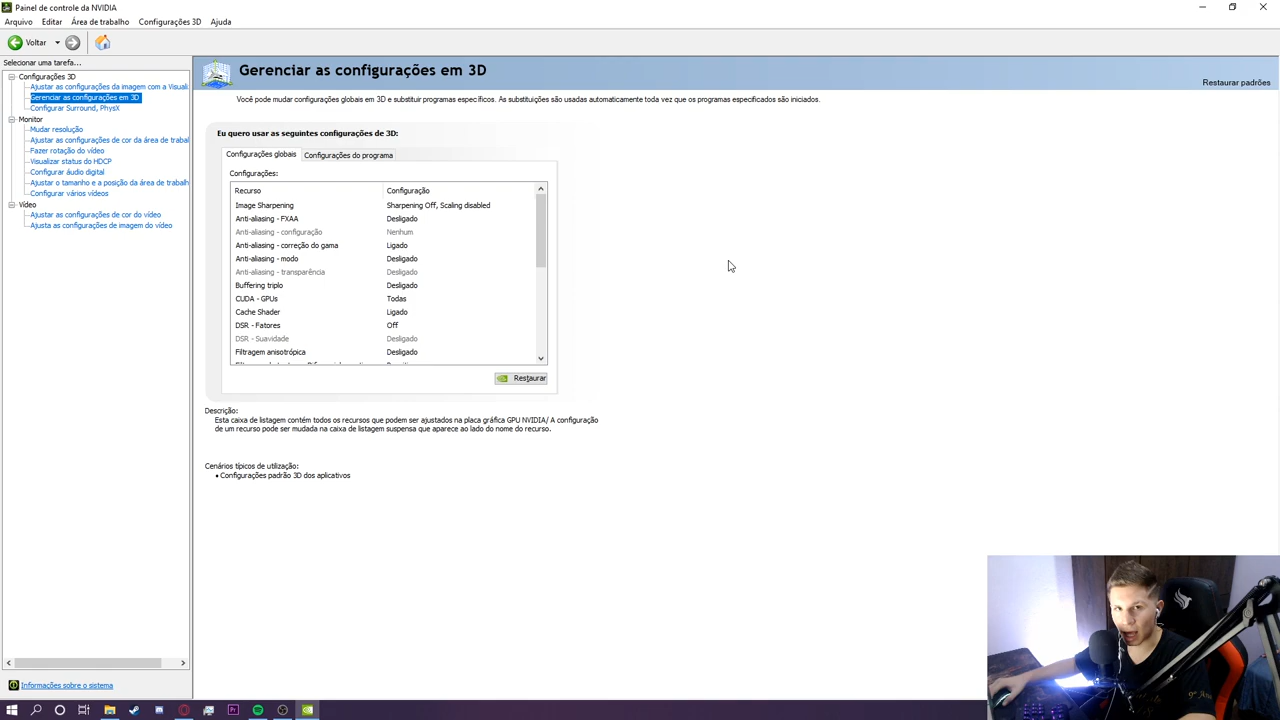 Painel de controle da NVIDIA
Arquivo Editar Área de trabalho Configurações 3D Ajuda
Voltar
Selecionar uma tarefa...
Configurações 3D
Ajustar as configurações da imagem com a Visuali
Gerenciar as configurações em 3D
Configurar Surround, PhysX
Monitor
Mudar resolução
Ajustar as configurações de cor da área de trabal
Fazer rotação do vídeo
Visualizar status do HDCP
Configurar áudio digital
Ajustar o tamanho e a posição da área de trabalh
Configurar vários vídeos
Vídeo
Ajustar as configurações de cor do vídeo
Ajusta as configurações de imagem do vídeo
Informações sobre o sistema
Gerenciar as configurações em 3D
Restaurar padrões
Você pode mudar configurações globais em 3D e substituir programas específicos. As substituições são usadas automaticamente toda vez que os programas especificados são iniciados.
Eu quero usar as seguintes configurações de 3D:
Configurações globais Configurações do programa
Configurações:
Recurso Configuração
Image Sharpening Sharpening Off, Scaling disabled
Anti-aliasing - FXAA Desligado
Anti-aliasing - configuração Nenhum
Anti-aliasing - correção do gama Ligado
Anti-aliasing - modo Desligado
Anti-aliasing - transparência Desligado
Buffering triplo Desligado
CUDA - GPUs Todas
Cache Shader Ligado
DSR - Fatores Off
DSR - Suavidade Desligado
Filtragem anisotrópica Desligado
Restaurar
Descrição:
Esta caixa de listagem contém todos os recursos que podem ser ajustados na placa gráfica GPU NVIDIA/ A configuração
de um recurso pode ser mudada na caixa de listagem suspensa que aparece ao lado do nome do recurso.
Cenários típicos de utilização:
• Configurações padrão 3D dos aplicativos